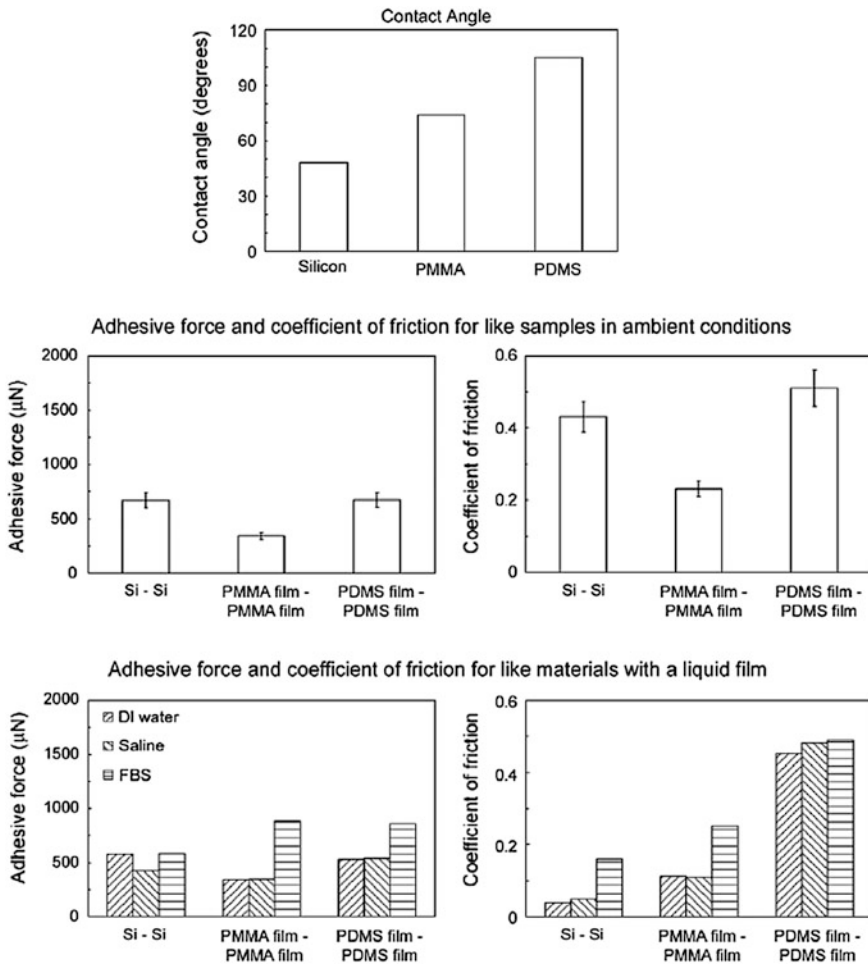 Contact Angle
Contact angle (degrees)
120
90
60
30
0
Silicon PMMA PDMS
Adhesive force and coefficient of friction for like samples in ambient conditions
Adhesive force (µN)
2000
1500
1000
500
0
Si - Si PMMA film - PDMS film -
PMMA film PDMS film
Coefficient of friction
0.6
0.4
0.2
0
Si - Si PMMA film - PDMS film -
PMMA film PDMS film
Adhesive force and coefficient of friction for like materials with a liquid film
Adhesive force (µN)
2000
1500
1000
500
0
DI water
Saline
FBS
Si - Si PMMA film - PDMS film -
PMMA film PDMS film
Coefficient of friction
0.6
0.4
0.2
0
Si - Si PMMA film - PDMS film -
PMMA film PDMS film